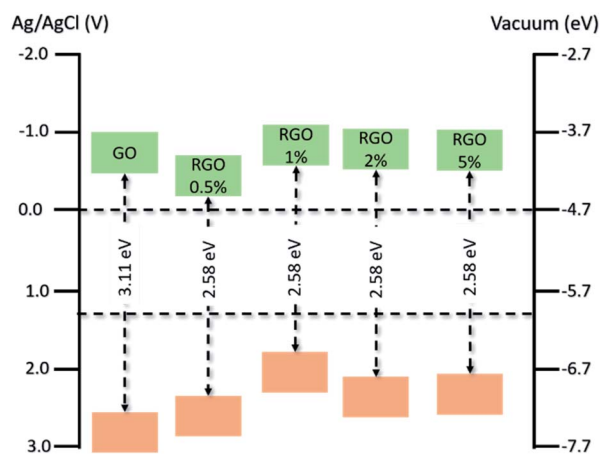 Ag/AgCl (V)
Vacuum (eV)
-2.0
-2.7
-1.0
-3.7
GO
RGO
0.5%
RGO
1%
RGO
2%
RGO
5%
0.0
-4.7
3.11 eV
2.58 eV
2.58 eV
2.58 eV
2.58 eV
1.0
-5.7
2.0
-6.7
3.0
-7.7